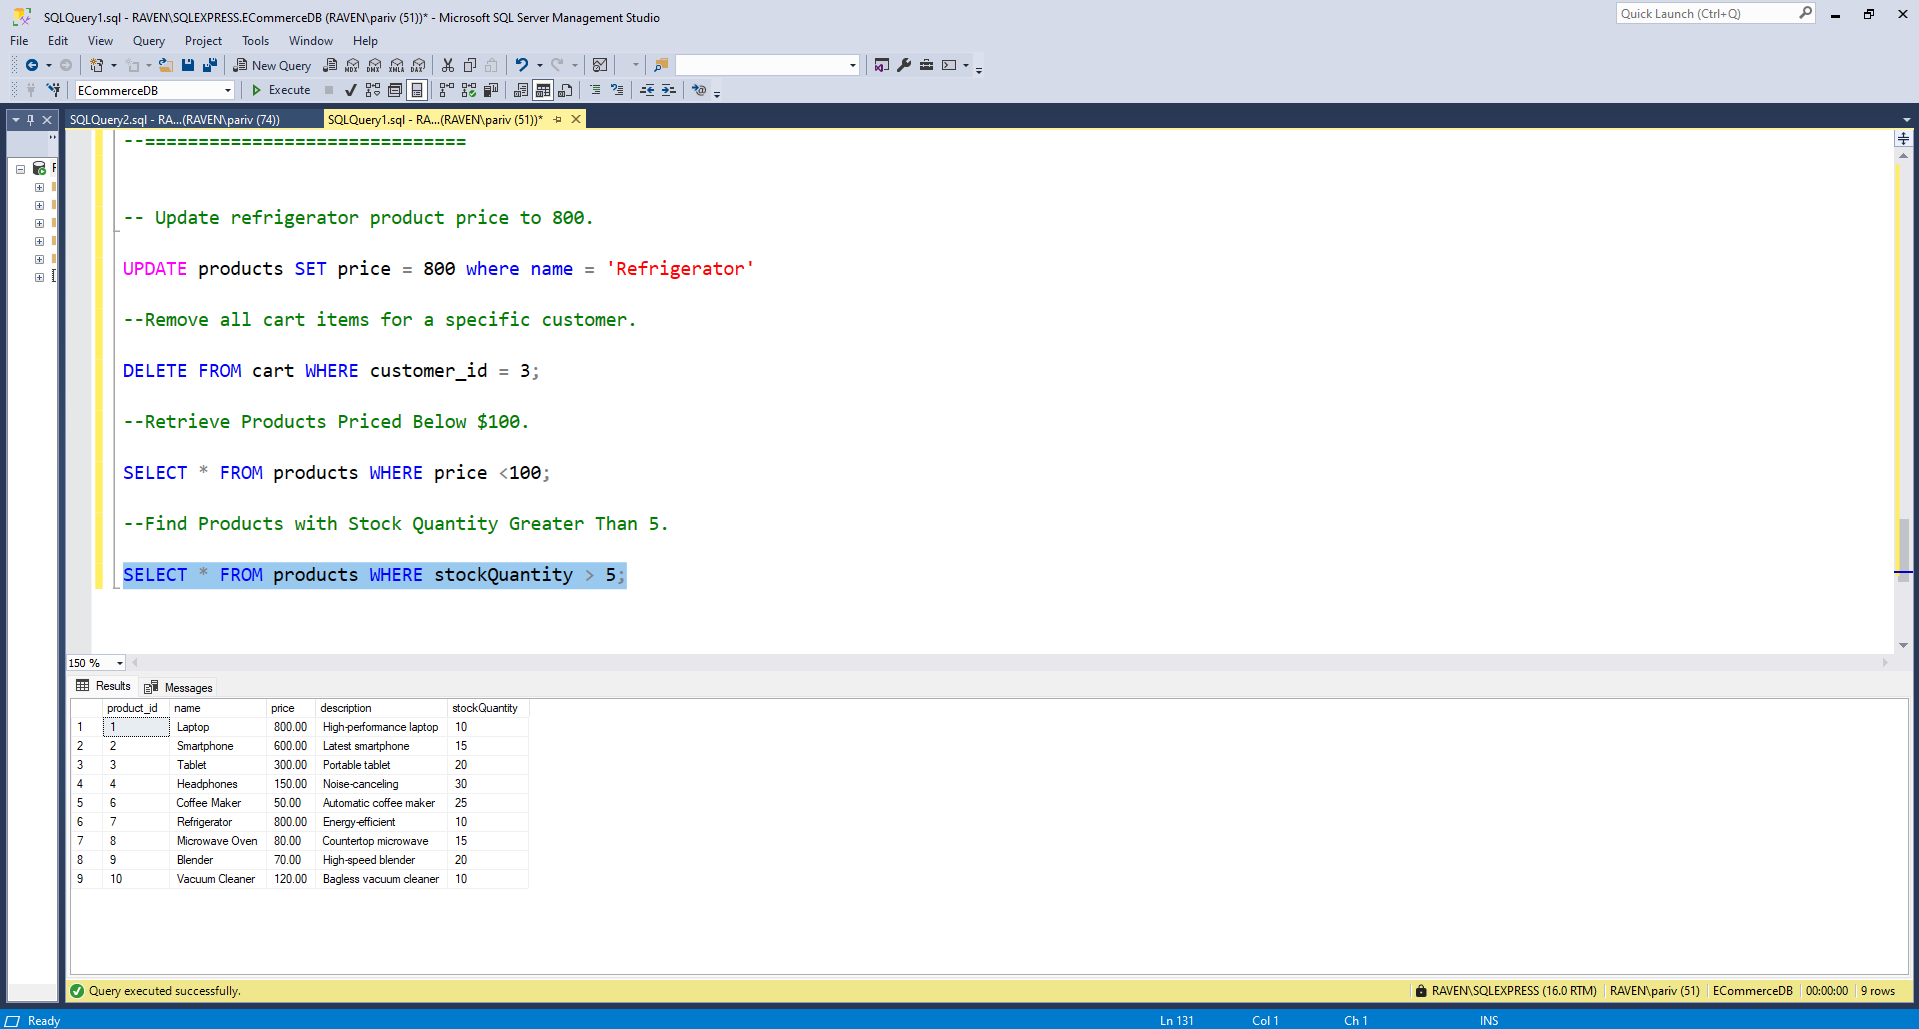 SQLQuery1.sql - RAVEN\SQLEXPRESS.ECommerceDB (RAVEN\pariv (51))* - Microsoft SQL Server Management Studio
Quick Launch (Ctrl+Q)
File Edit View Query Project Tools Window Help
New Query
MDX DMX XMLA DAX
ECommerceDB
Execute
SQLQuery2.sql - RA...(RAVEN\pariv (74))
SQLQuery1.sql - RA...(RAVEN\pariv (51))*
--==============================
-- Update refrigerator product price to 800.
UPDATE products SET price = 800 where name = 'Refrigerator'
--Remove all cart items for a specific customer.
DELETE FROM cart WHERE customer_id = 3;
--Retrieve Products Priced Below $100.
SELECT * FROM products WHERE price <100;
--Find Products with Stock Quantity Greater Than 5.
SELECT * FROM products WHERE stockQuantity > 5;
150 %
Results Messages
product_id name price description stockQuantity
1 1 Laptop 800.00 High-performance laptop 10
2 2 Smartphone 600.00 Latest smartphone 15
3 3 Tablet 300.00 Portable tablet 20
4 4 Headphones 150.00 Noise-canceling 30
5 6 Coffee Maker 50.00 Automatic coffee maker 25
6 7 Refrigerator 800.00 Energy-efficient 10
7 8 Microwave Oven 80.00 Countertop microwave 15
8 9 Blender 70.00 High-speed blender 20
9 10 Vacuum Cleaner 120.00 Bagless vacuum cleaner 10
Query executed successfully.
RAVEN\SQLEXPRESS (16.0 RTM) RAVEN\pariv (51) ECommerceDB 00:00:00 9 rows
Ready
Ln 131 Col 1 Ch 1 INS